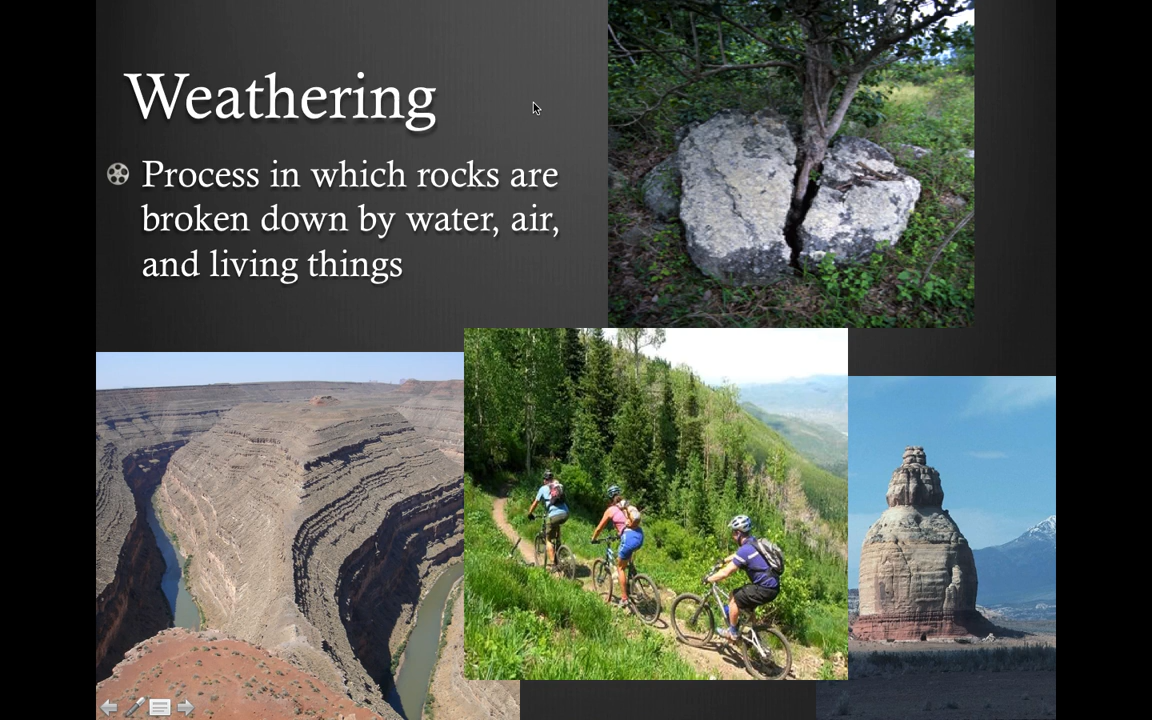 Weathering
Process in which rocks are
broken down by water, air,
and living things